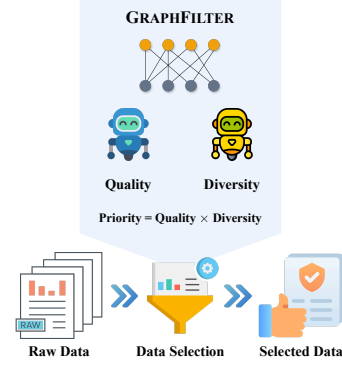 GRAPHFILTER
Quality Diversity
Priority = Quality × Diversity
RAW
Raw Data Data Selection Selected Data